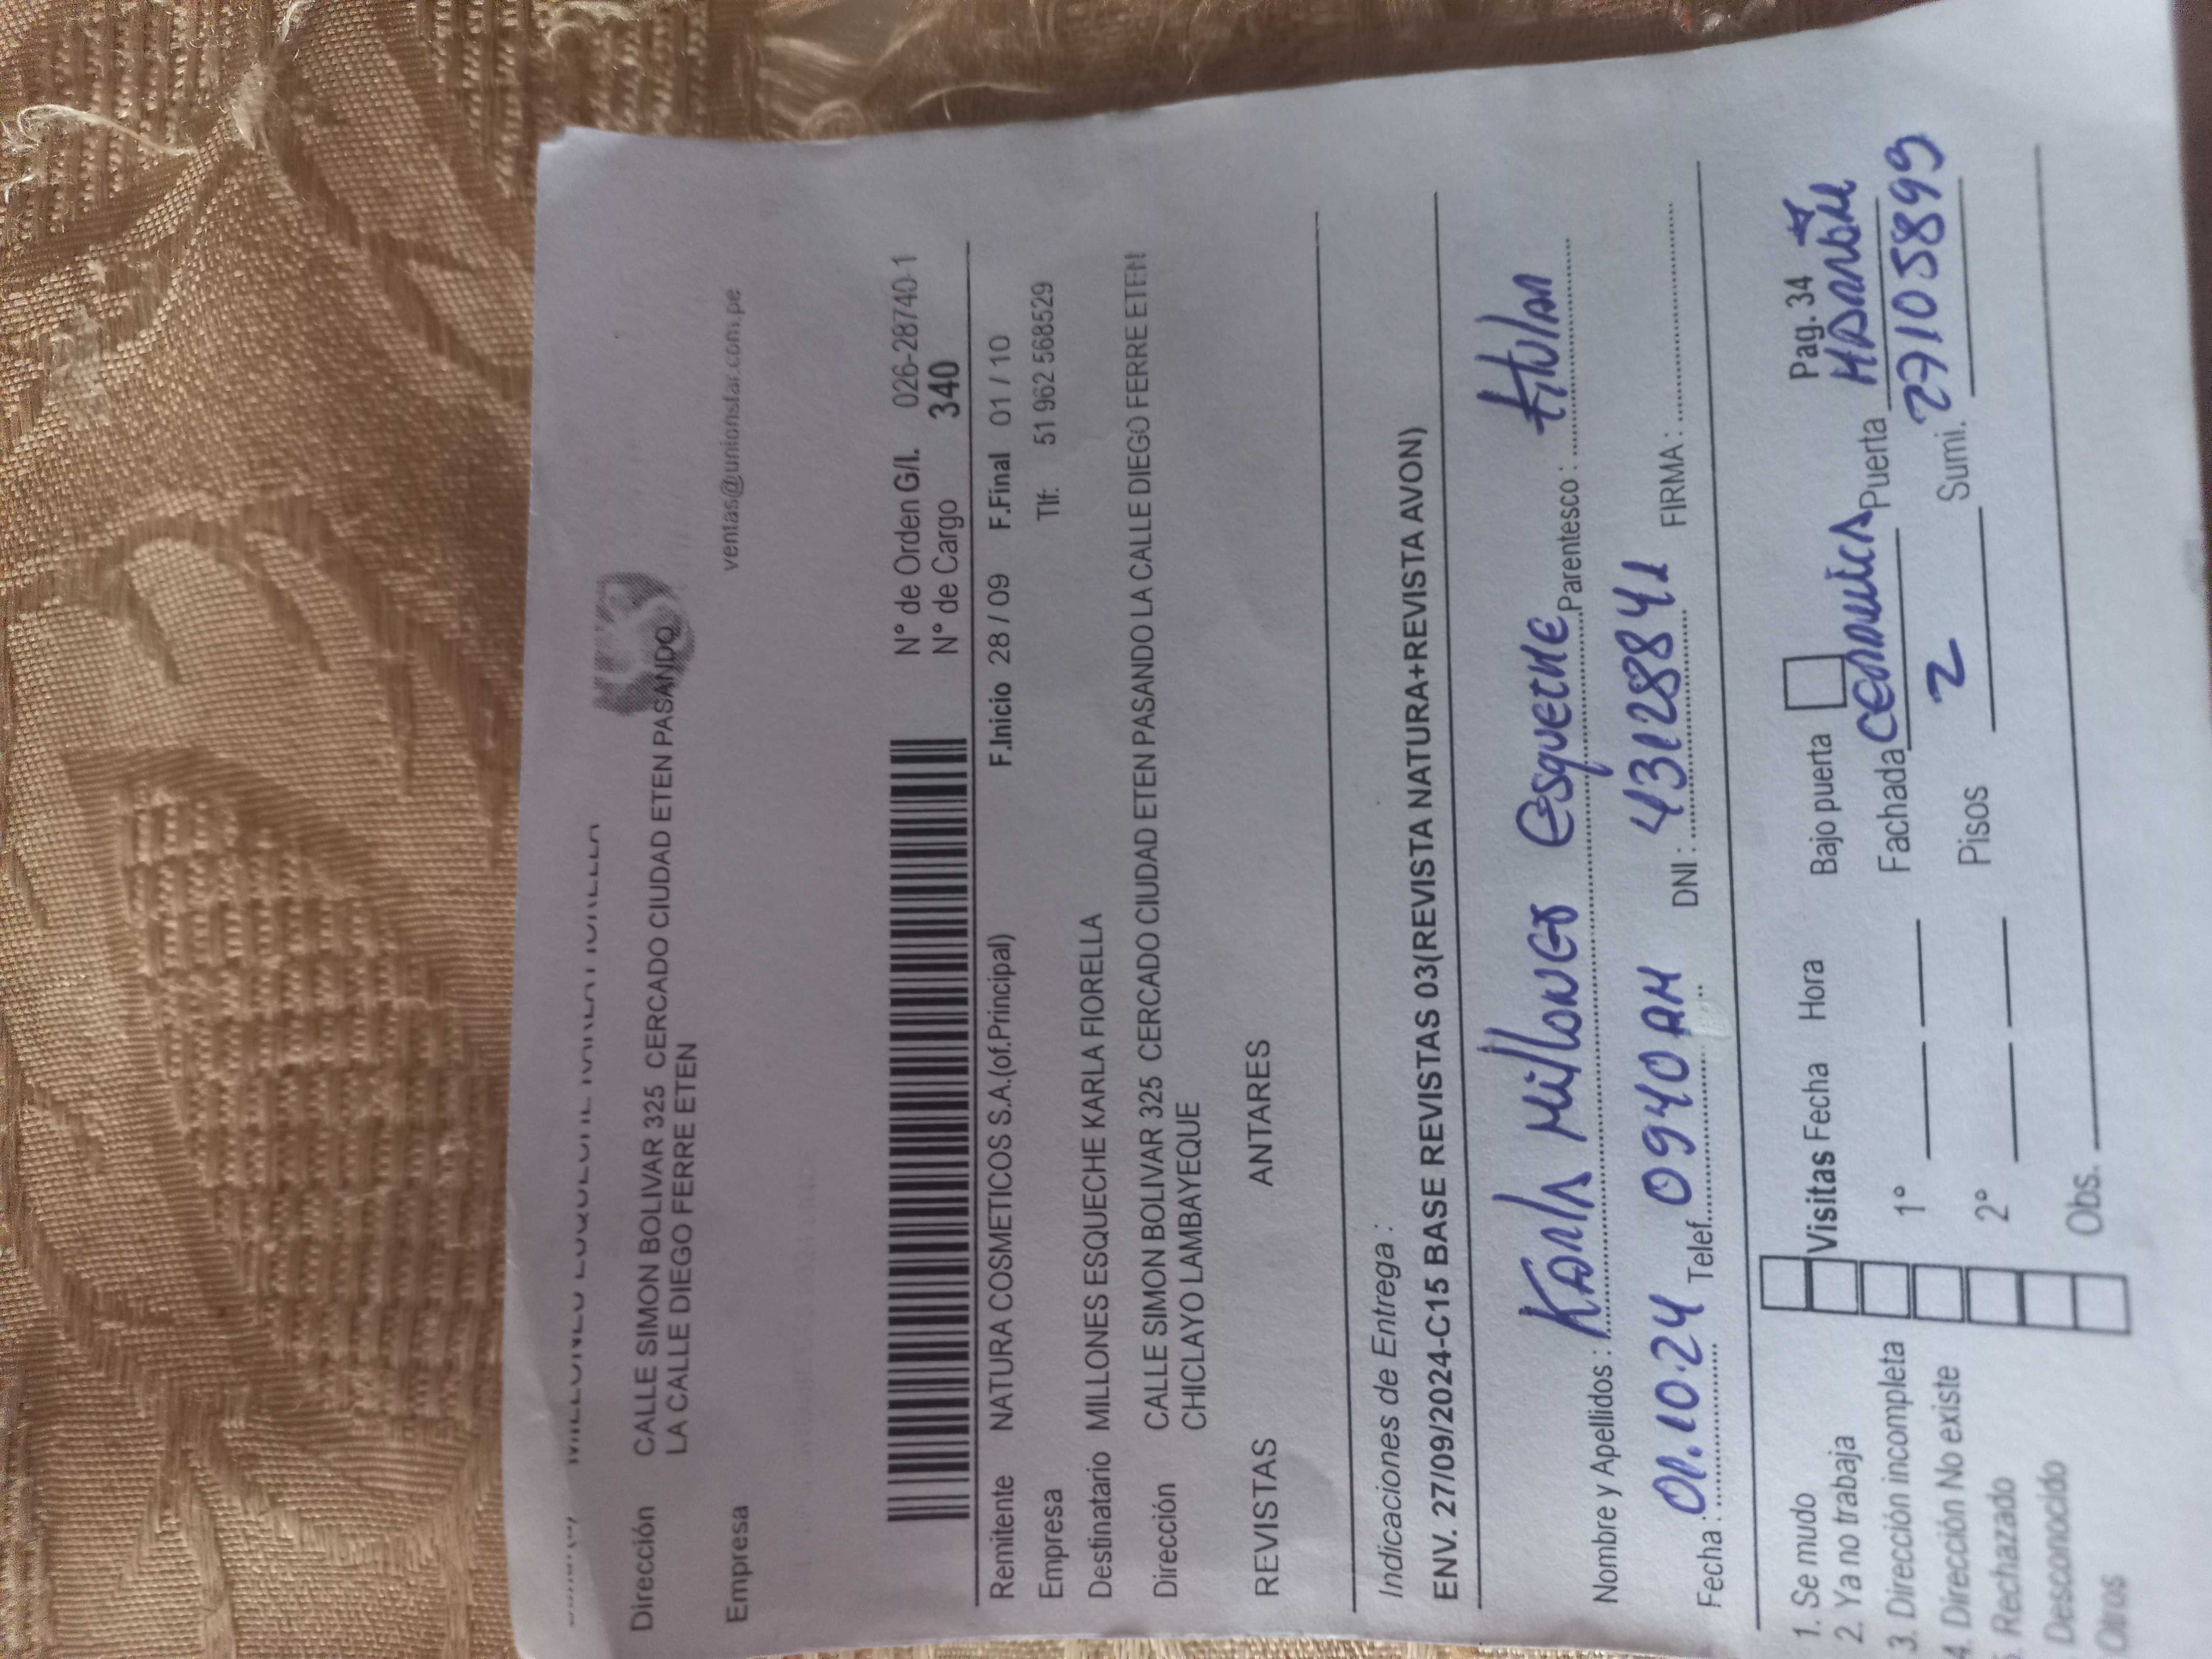 Dirección CALLE SIMON BOLIVAR 325 CERCADO CIUDAD ETEN PASANDO
LA CALLE DIEGO FERRE ETEN
Empresa
ventas@unionstar.com.pe
N° de Orden G/I. 026-28740-1
N° de Cargo 340
Remitente NATURA COSMETICOS S.A.(of.Principal) F.Inicio 28 / 09 F.Final 01 / 10
Empresa Tlf: 51 962 568529
Destinatario MILLONES ESQUECHE KARLA FIORELLA
Dirección CALLE SIMON BOLIVAR 325 CERCADO CIUDAD ETEN PASANDO LA CALLE DIEGO FERRE ETEN
CHICLAYO LAMBAYEQUE
REVISTAS ANTARES
Indicaciones de Entrega :
ENV. 27/09/2024-C15 BASE REVISTAS 03(REVISTA NATURA+REVISTA AVON)
Nombre y Apellidos : Karla Millones Esqueche Parentesco : titular
Fecha : 01.10.24 Telef. 0940 AM DNI : 43128841 FIRMA :
Pag. 34
1. Se mudo Visitas Fecha Hora Bajo puerta
2. Ya no trabaja
3. Dirección incompleta 1° Fachada CERAMICA Puerta MADERA
4. Dirección No existe 2° Pisos 2 Sumi. 27105899
5. Rechazado
Desconocido Obs.
Otros